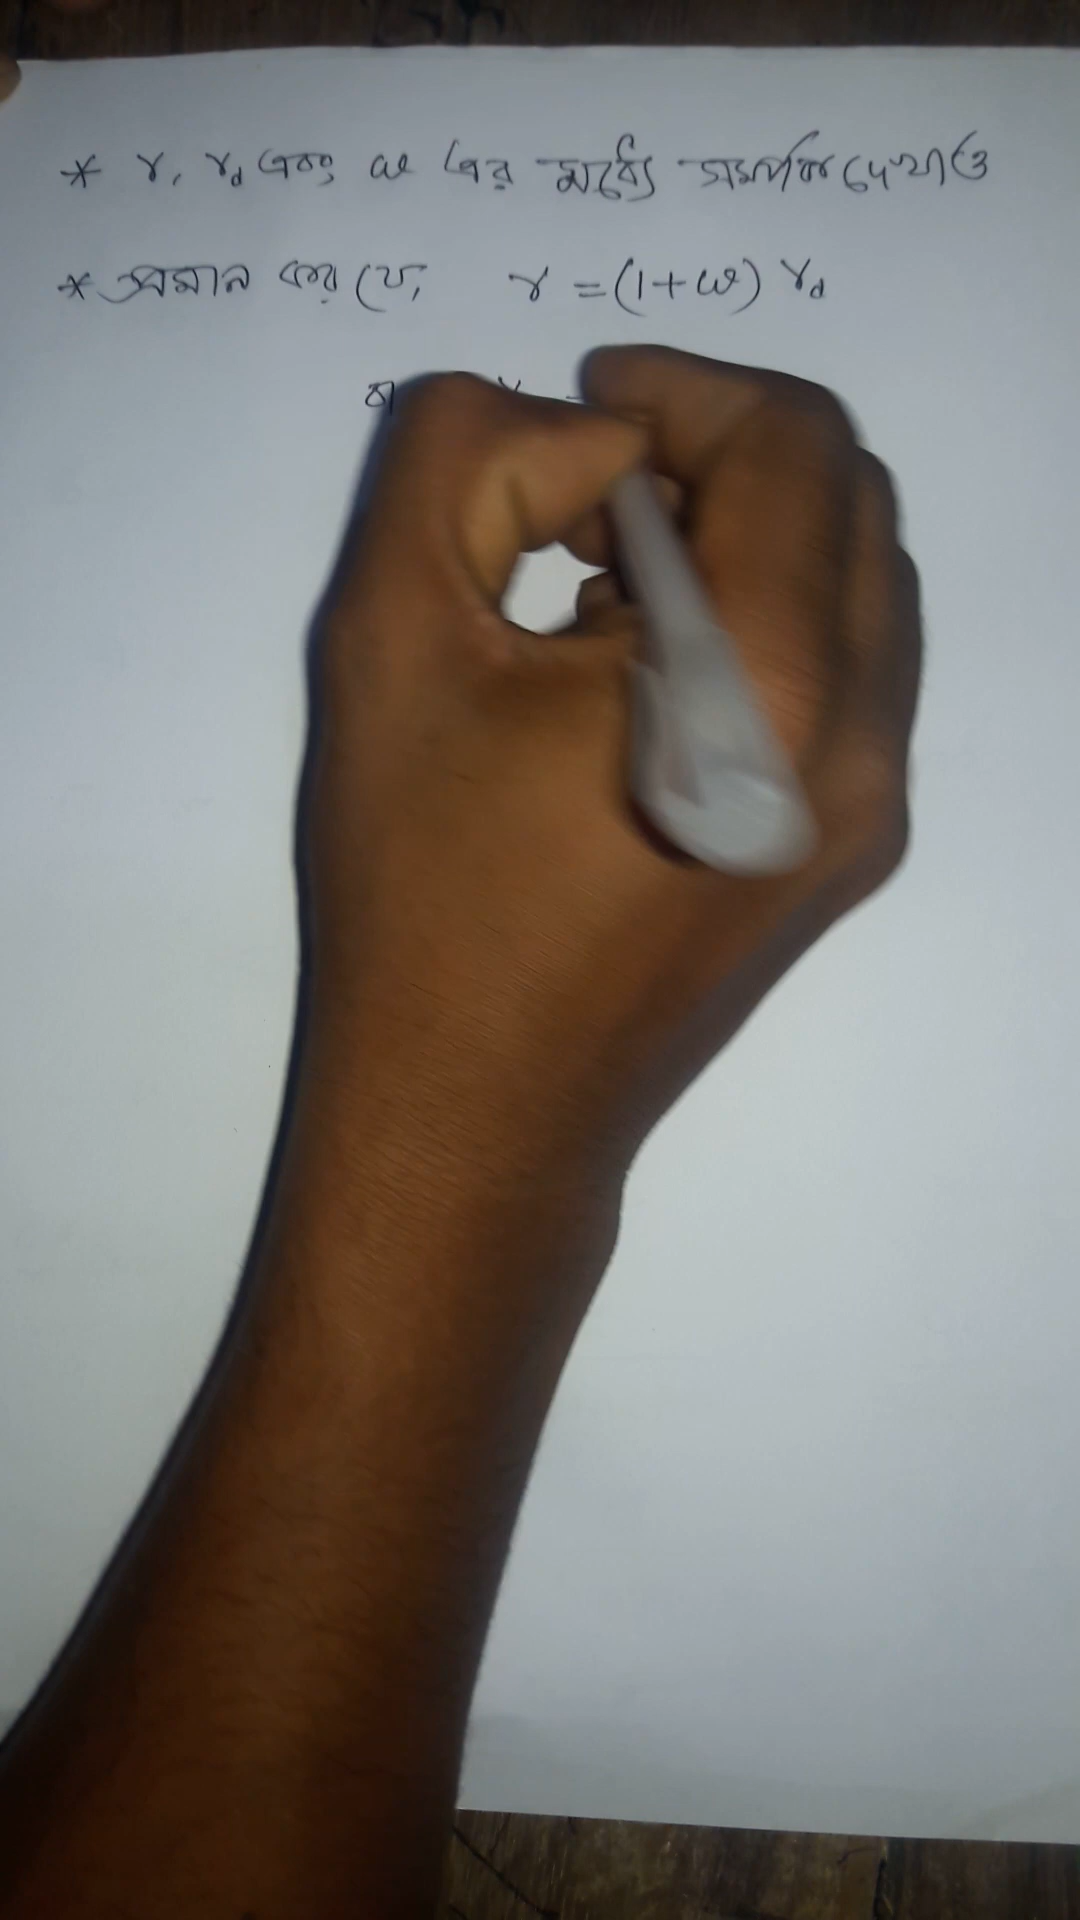 * γ, γd এবং ω এর মধ্যে সম্পর্ক দেখাও
* প্রমান কর যে, γ = (1+ω) γd
বা